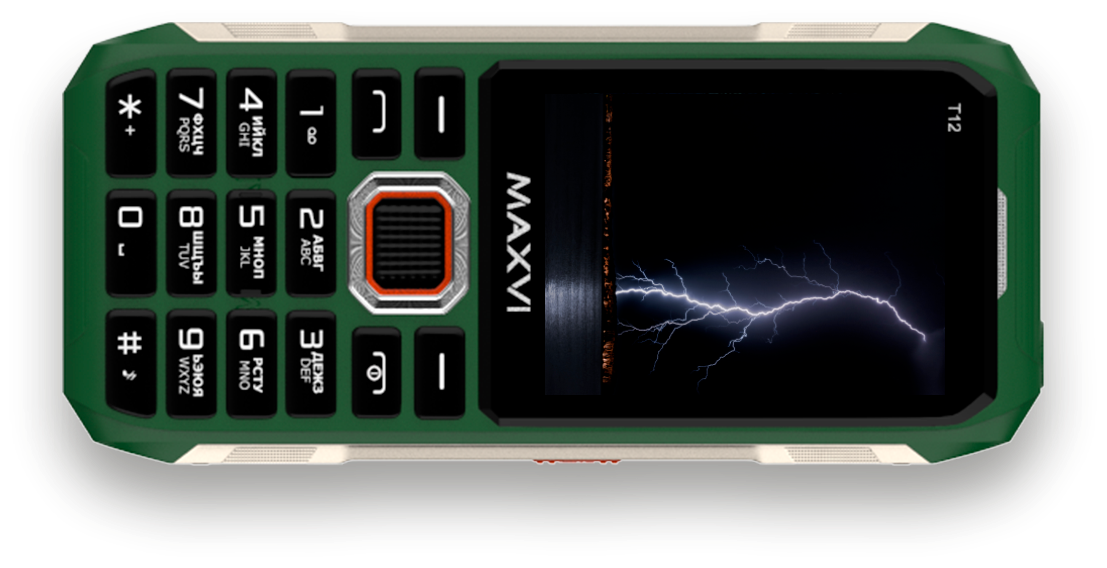 T12
MAXVI
1
2 АБВГ ABC
3 ДЕЖЗ DEF
4 ИЙКЛ GHI
5 МНОП JKL
6 РСТУ MNO
7 ФХЦЧ PQRS
8 ШЩЪЫ TUV
9 ЬЭЮЯ WXYZ
* +
0
#